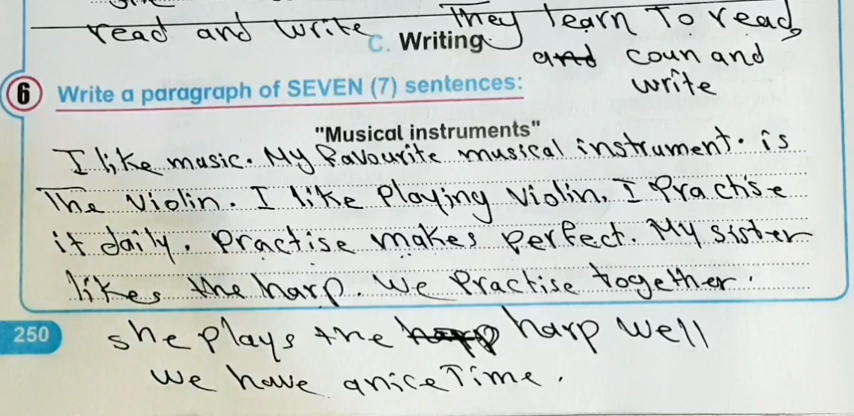 read and write They learn To read,
C. Writing and coun and
write
6 Write a paragraph of SEVEN (7) sentences:
"Musical instruments"
I like music. My Favourite musical instrument. is
The violin. I like Playing violin. I Practise
it daily. Practise makes perfect. My sister
likes the harp. We Practise together.
250 she plays the harp well
We have a nice Time.